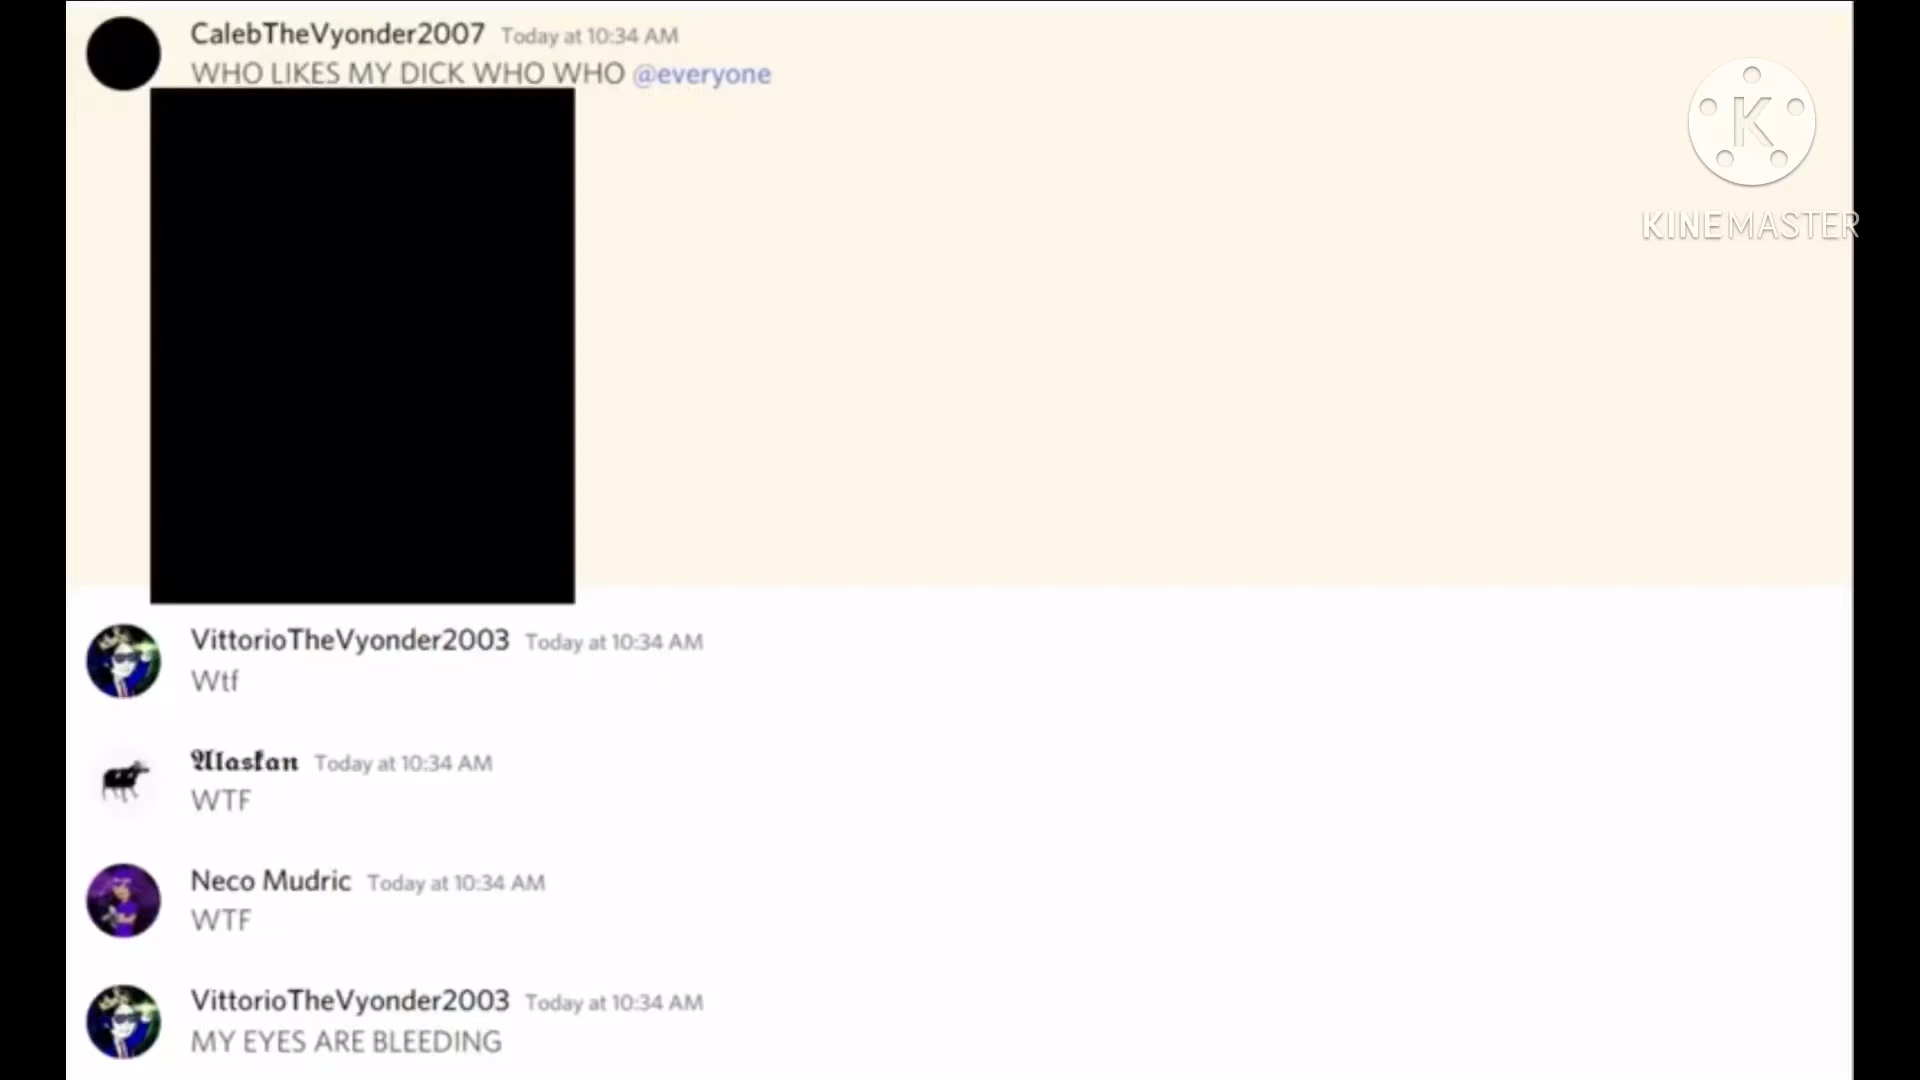 CalebTheVyonder2007 Today at 10:34 AM
WHO LIKES MY DICK WHO WHO @everyone
K
KINEMASTER
VittorioTheVyonder2003 Today at 10:34 AM
Wtf
𝕬𝖑𝖆𝖘𝖐𝖆𝖓 Today at 10:34 AM
WTF
Neco Mudric Today at 10:34 AM
WTF
VittorioTheVyonder2003 Today at 10:34 AM
MY EYES ARE BLEEDING